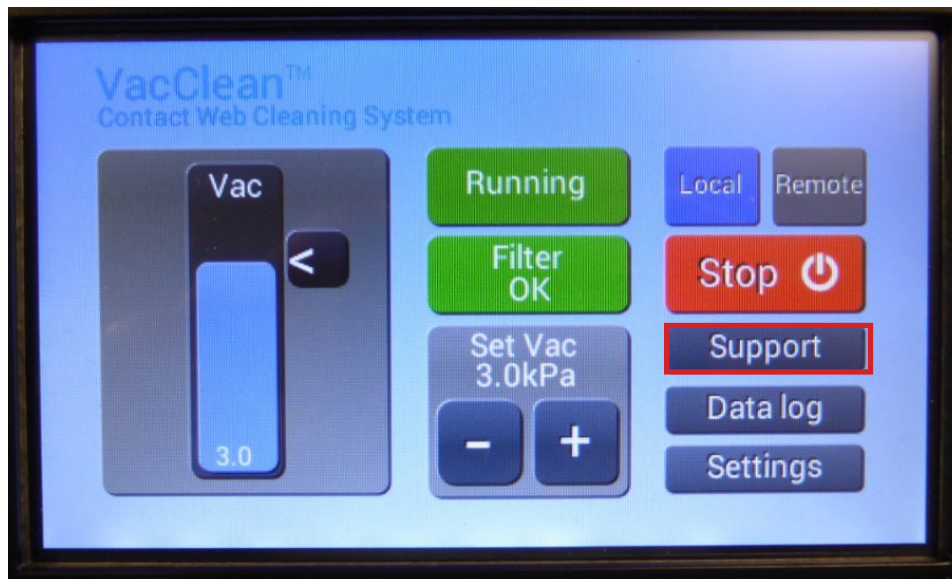 VacClean™
Contact Web Cleaning System
Vac
<
3.0
Running
Filter
OK
Set Vac
3.0kPa
- +
Local Remote
Stop
Support
Data log
Settings